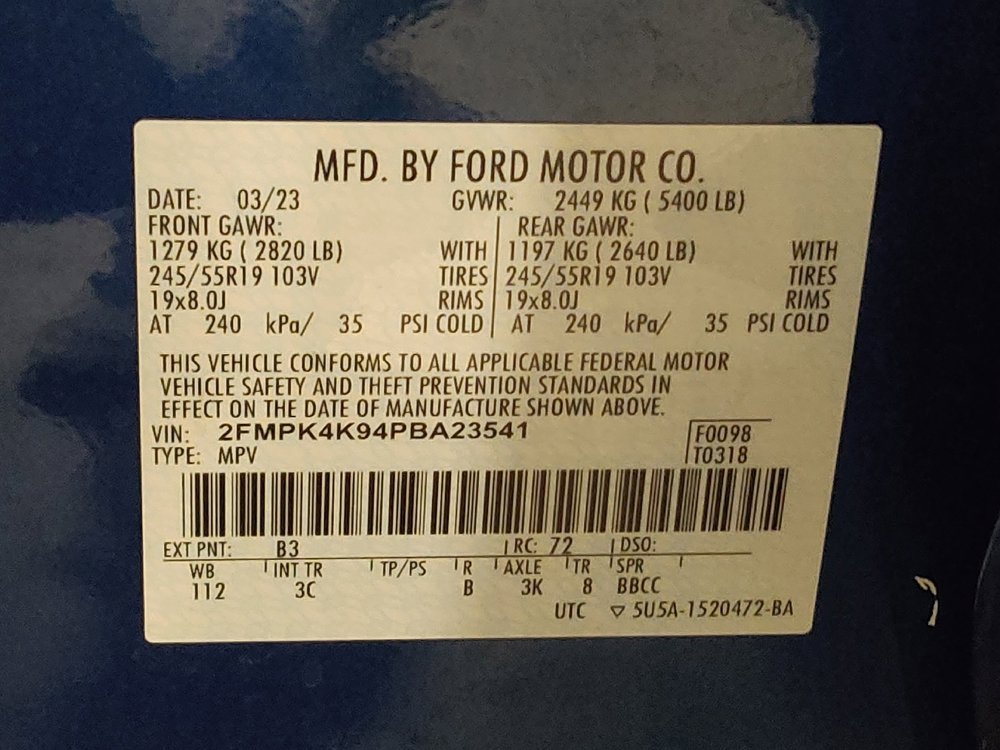 MFD. BY FORD MOTOR CO.
DATE: 03/23 GVWR: 2449 KG ( 5400 LB)
FRONT GAWR: REAR GAWR:
1279 KG ( 2820 LB) WITH 1197 KG ( 2640 LB) WITH
245/55R19 103V TIRES 245/55R19 103V TIRES
19x8.0J RIMS 19x8.0J RIMS
AT 240 kPa/ 35 PSI COLD AT 240 kPa/ 35 PSI COLD
THIS VEHICLE CONFORMS TO ALL APPLICABLE FEDERAL MOTOR
VEHICLE SAFETY AND THEFT PREVENTION STANDARDS IN
EFFECT ON THE DATE OF MANUFACTURE SHOWN ABOVE.
VIN: 2FMPK4K94PBA23541 F0098
TYPE: MPV T0318
EXT PNT: B3 RC: 72 DSO:
WB INT TR TP/PS R AXLE TR SPR
112 3C B 3K 8 BBCC
UTC ▽ 5U5A-1520472-BA